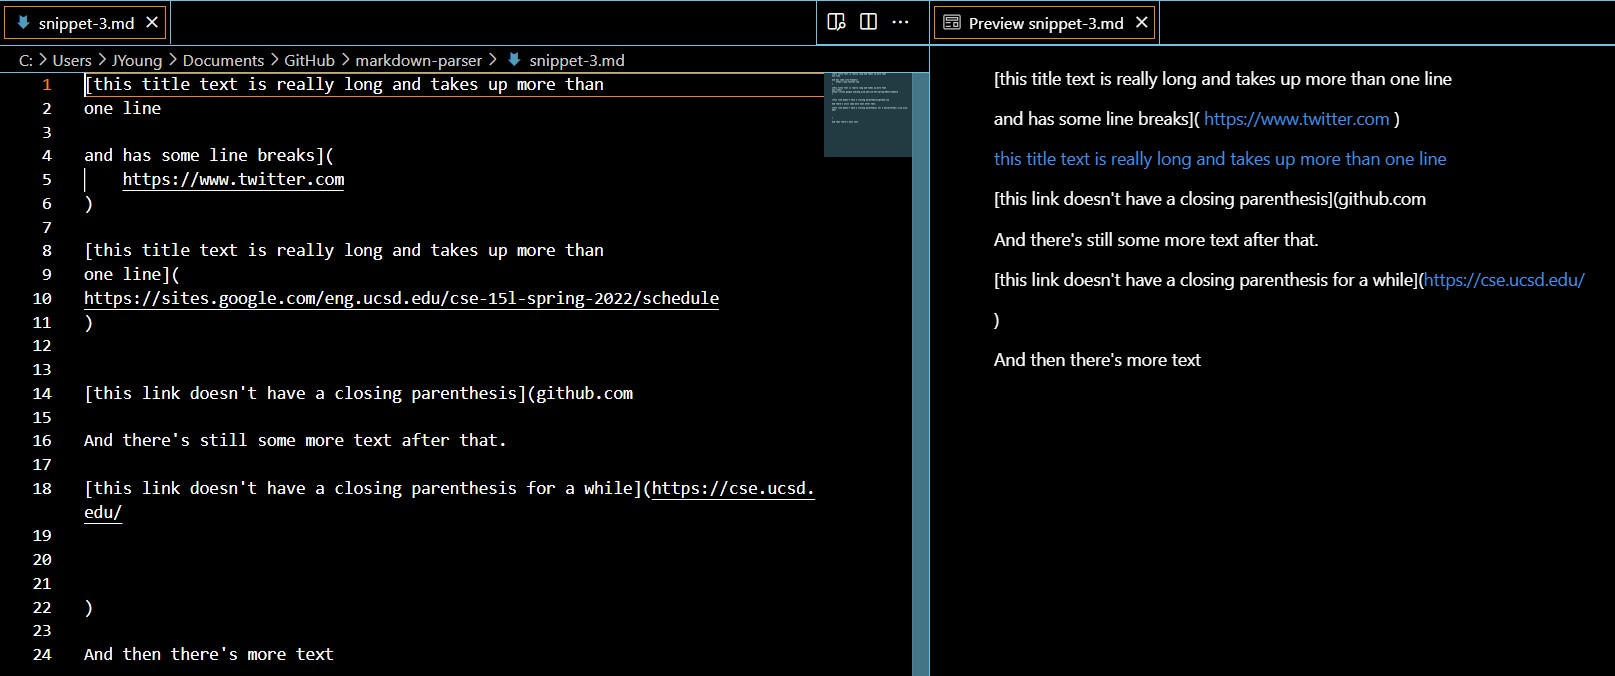 snippet-3.md
Preview snippet-3.md
C: > Users > JYoung > Documents > GitHub > markdown-parser > snippet-3.md
1 [this title text is really long and takes up more than
2 one line
3
4 and has some line breaks](
5 https://www.twitter.com
6 )
7
8 [this title text is really long and takes up more than
9 one line](
10 https://sites.google.com/eng.ucsd.edu/cse-15l-spring-2022/schedule
11 )
12
13
14 [this link doesn't have a closing parenthesis](github.com
15
16 And there's still some more text after that.
17
18 [this link doesn't have a closing parenthesis for a while](https://cse.ucsd.
edu/
19
20
21
22 )
23
24 And then there's more text
[this title text is really long and takes up more than one line
and has some line breaks]( https://www.twitter.com )
this title text is really long and takes up more than one line
[this link doesn't have a closing parenthesis](github.com
And there's still some more text after that.
[this link doesn't have a closing parenthesis for a while](https://cse.ucsd.edu/
)
And then there's more text